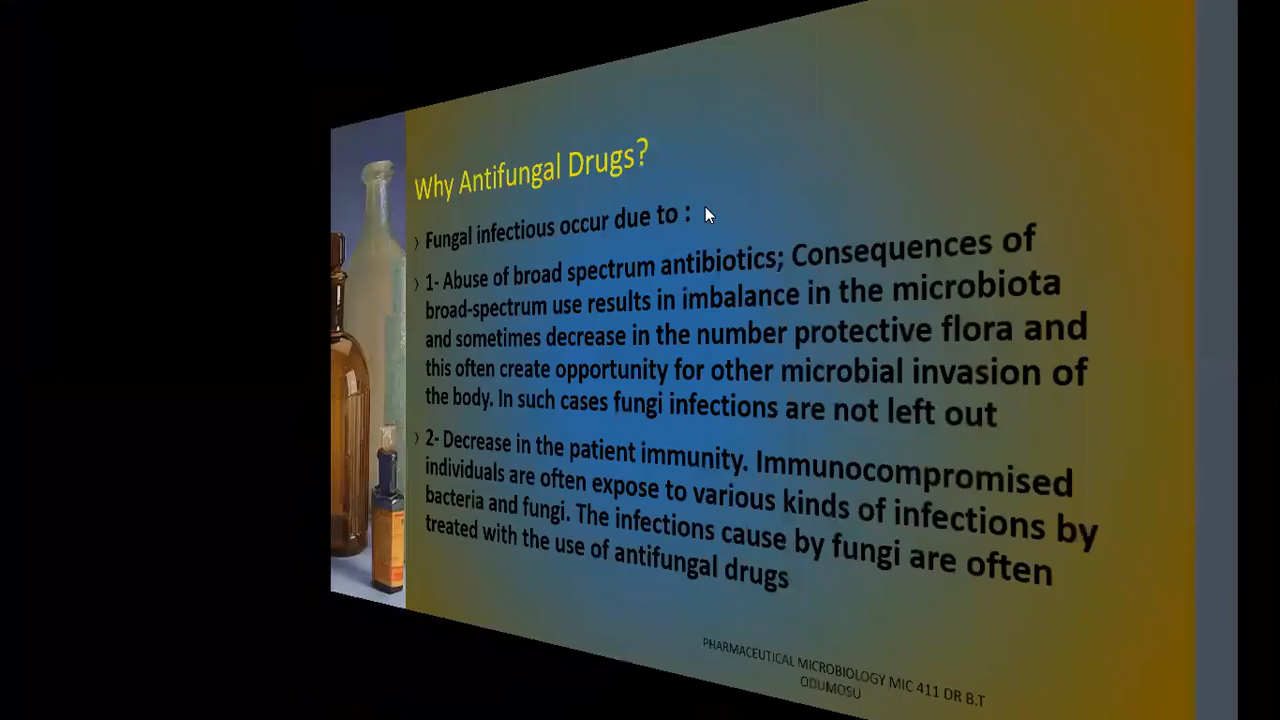 Why Antifungal Drugs?
Fungal infectious occur due to :
1- Abuse of broad spectrum antibiotics; Consequences of
broad-spectrum use results in imbalance in the microbiota
and sometimes decrease in the number protective flora and
this often create opportunity for other microbial invasion of
the body. In such cases fungi infections are not left out
2- Decrease in the patient immunity. Immunocompromised
individuals are often expose to various kinds of infections by
bacteria and fungi. The infections cause by fungi are often
treated with the use of antifungal drugs
PHARMACEUTICAL MICROBIOLOGY MIC 411 DR B.T
ODUMOSU